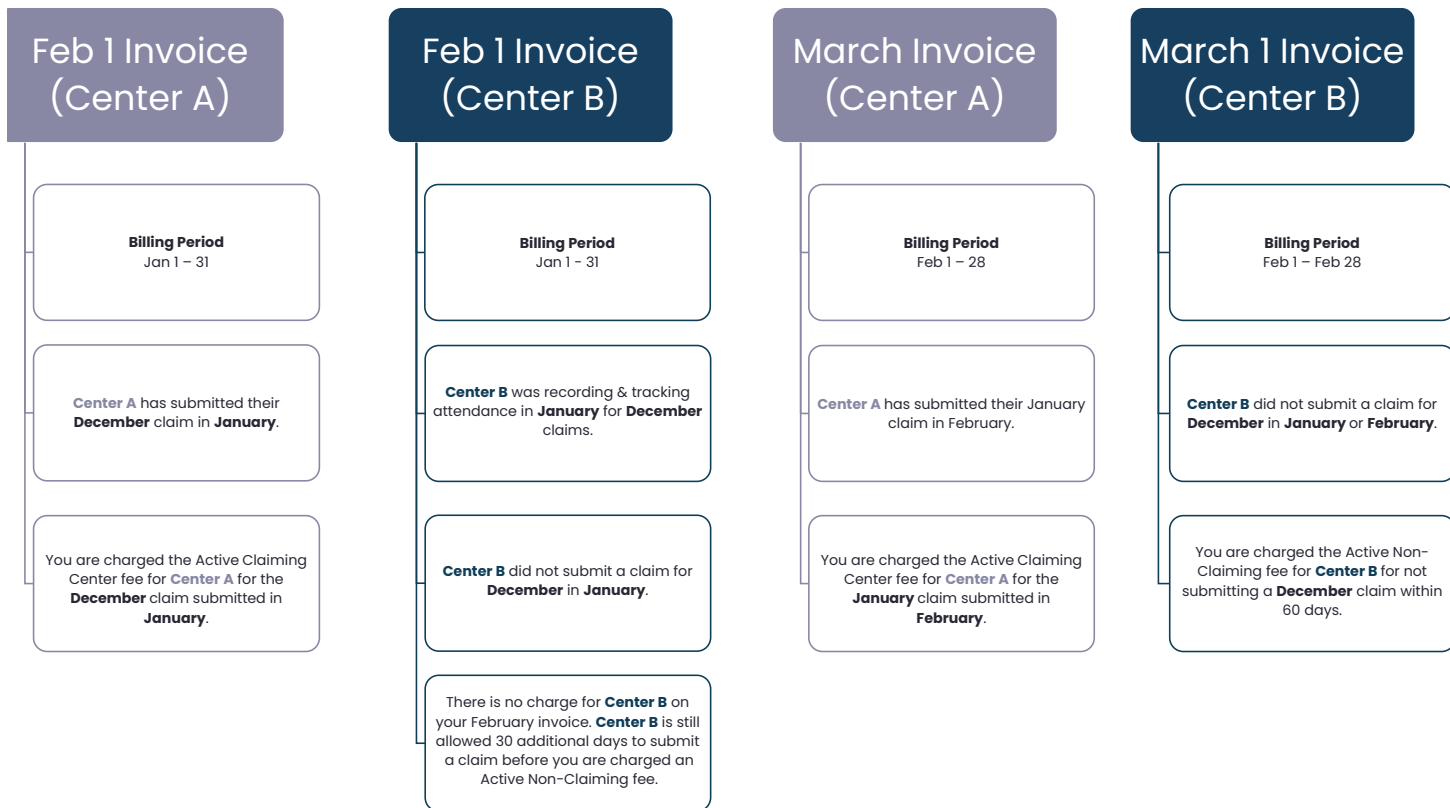 Feb 1 Invoice
(Center A)
Billing Period
Jan 1 – 31
Center A has submitted their
December claim in January.
You are charged the Active Claiming
Center fee for Center A for the
December claim submitted in
January.
Feb 1 Invoice
(Center B)
Billing Period
Jan 1 - 31
Center B was recording & tracking
attendance in January for December
claims.
Center B did not submit a claim for
December in January.
There is no charge for Center B on
your February invoice. Center B is still
allowed 30 additional days to submit
a claim before you are charged an
Active Non-Claiming fee.
March Invoice
(Center A)
Billing Period
Feb 1 – 28
Center A has submitted their January
claim in February.
You are charged the Active Claiming
Center fee for Center A for the
January claim submitted in
February.
March 1 Invoice
(Center B)
Billing Period
Feb 1 – Feb 28
Center B did not submit a claim for
December in January or February.
You are charged the Active Non-
Claiming fee for Center B for not
submitting a December claim within
60 days.